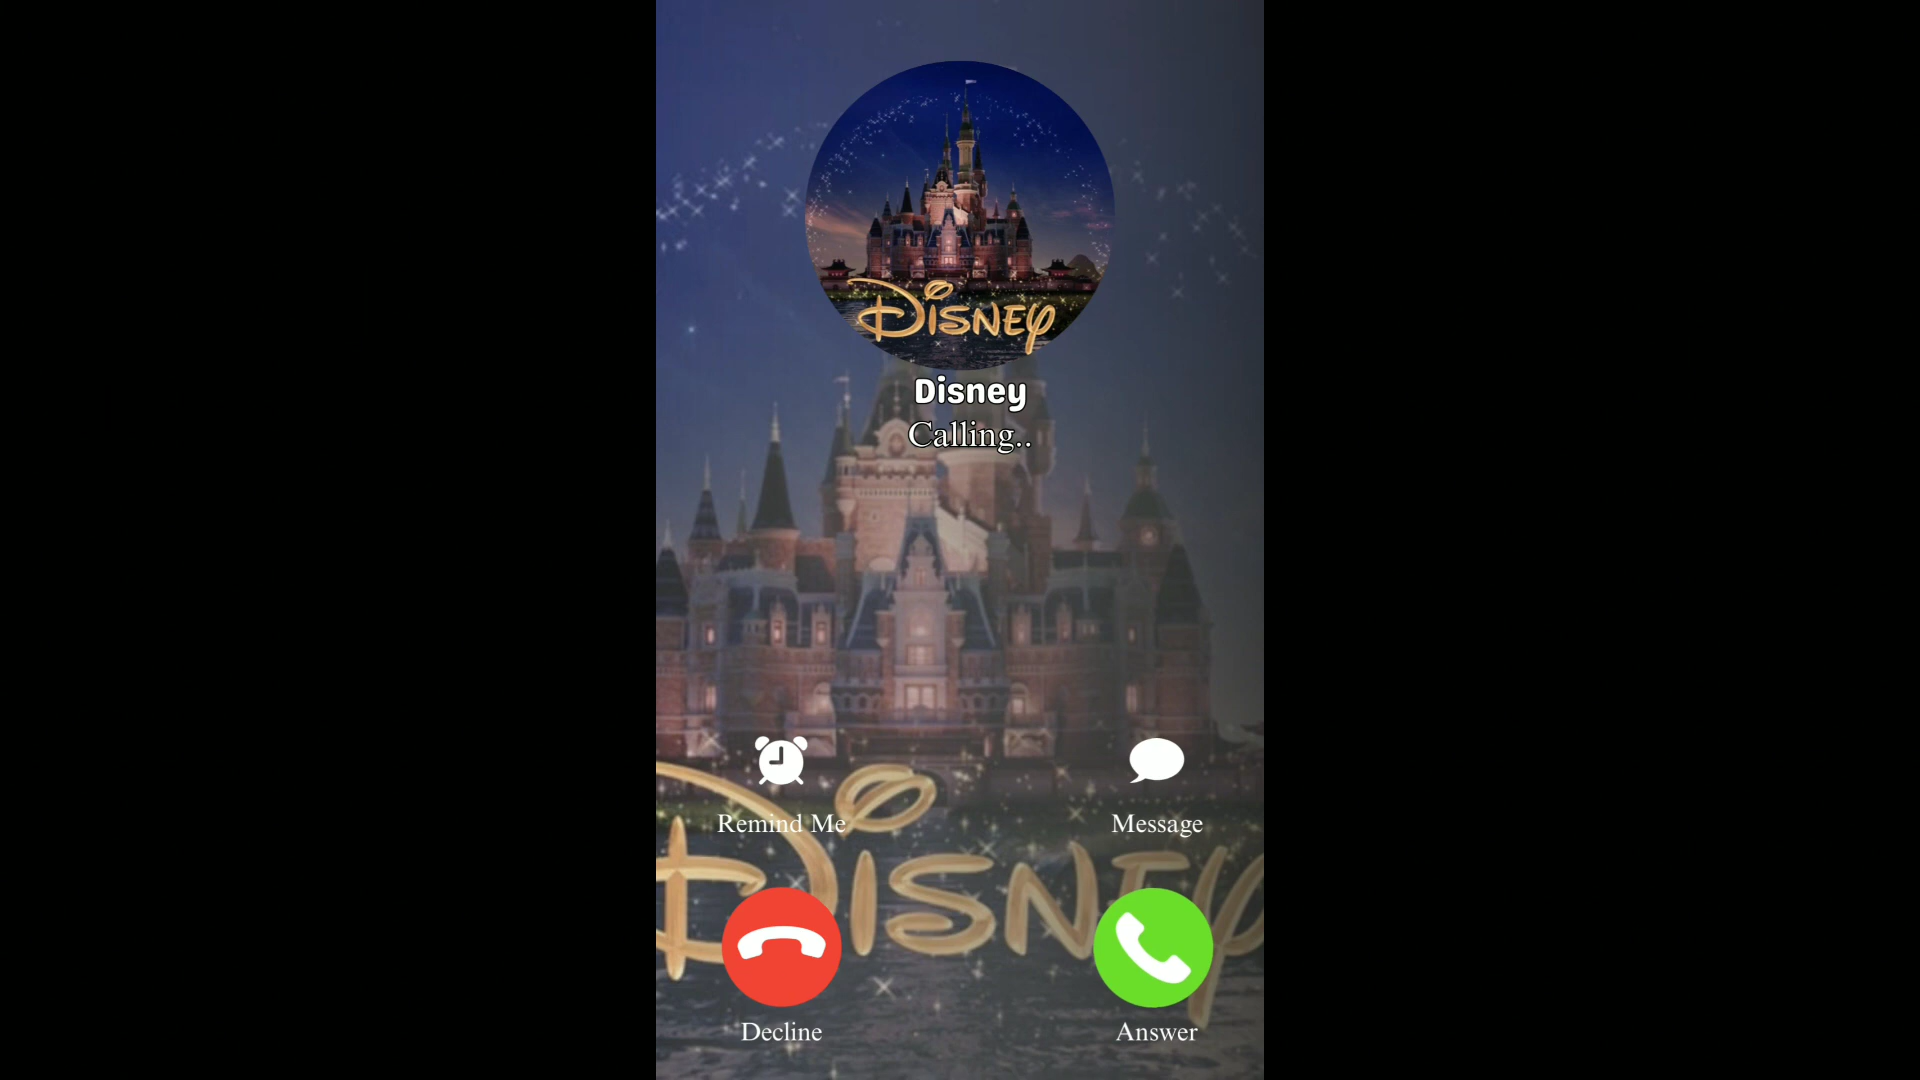 DISNEY
Disney
Calling..
Remind Me
Message
DISNEY
Decline
Answer